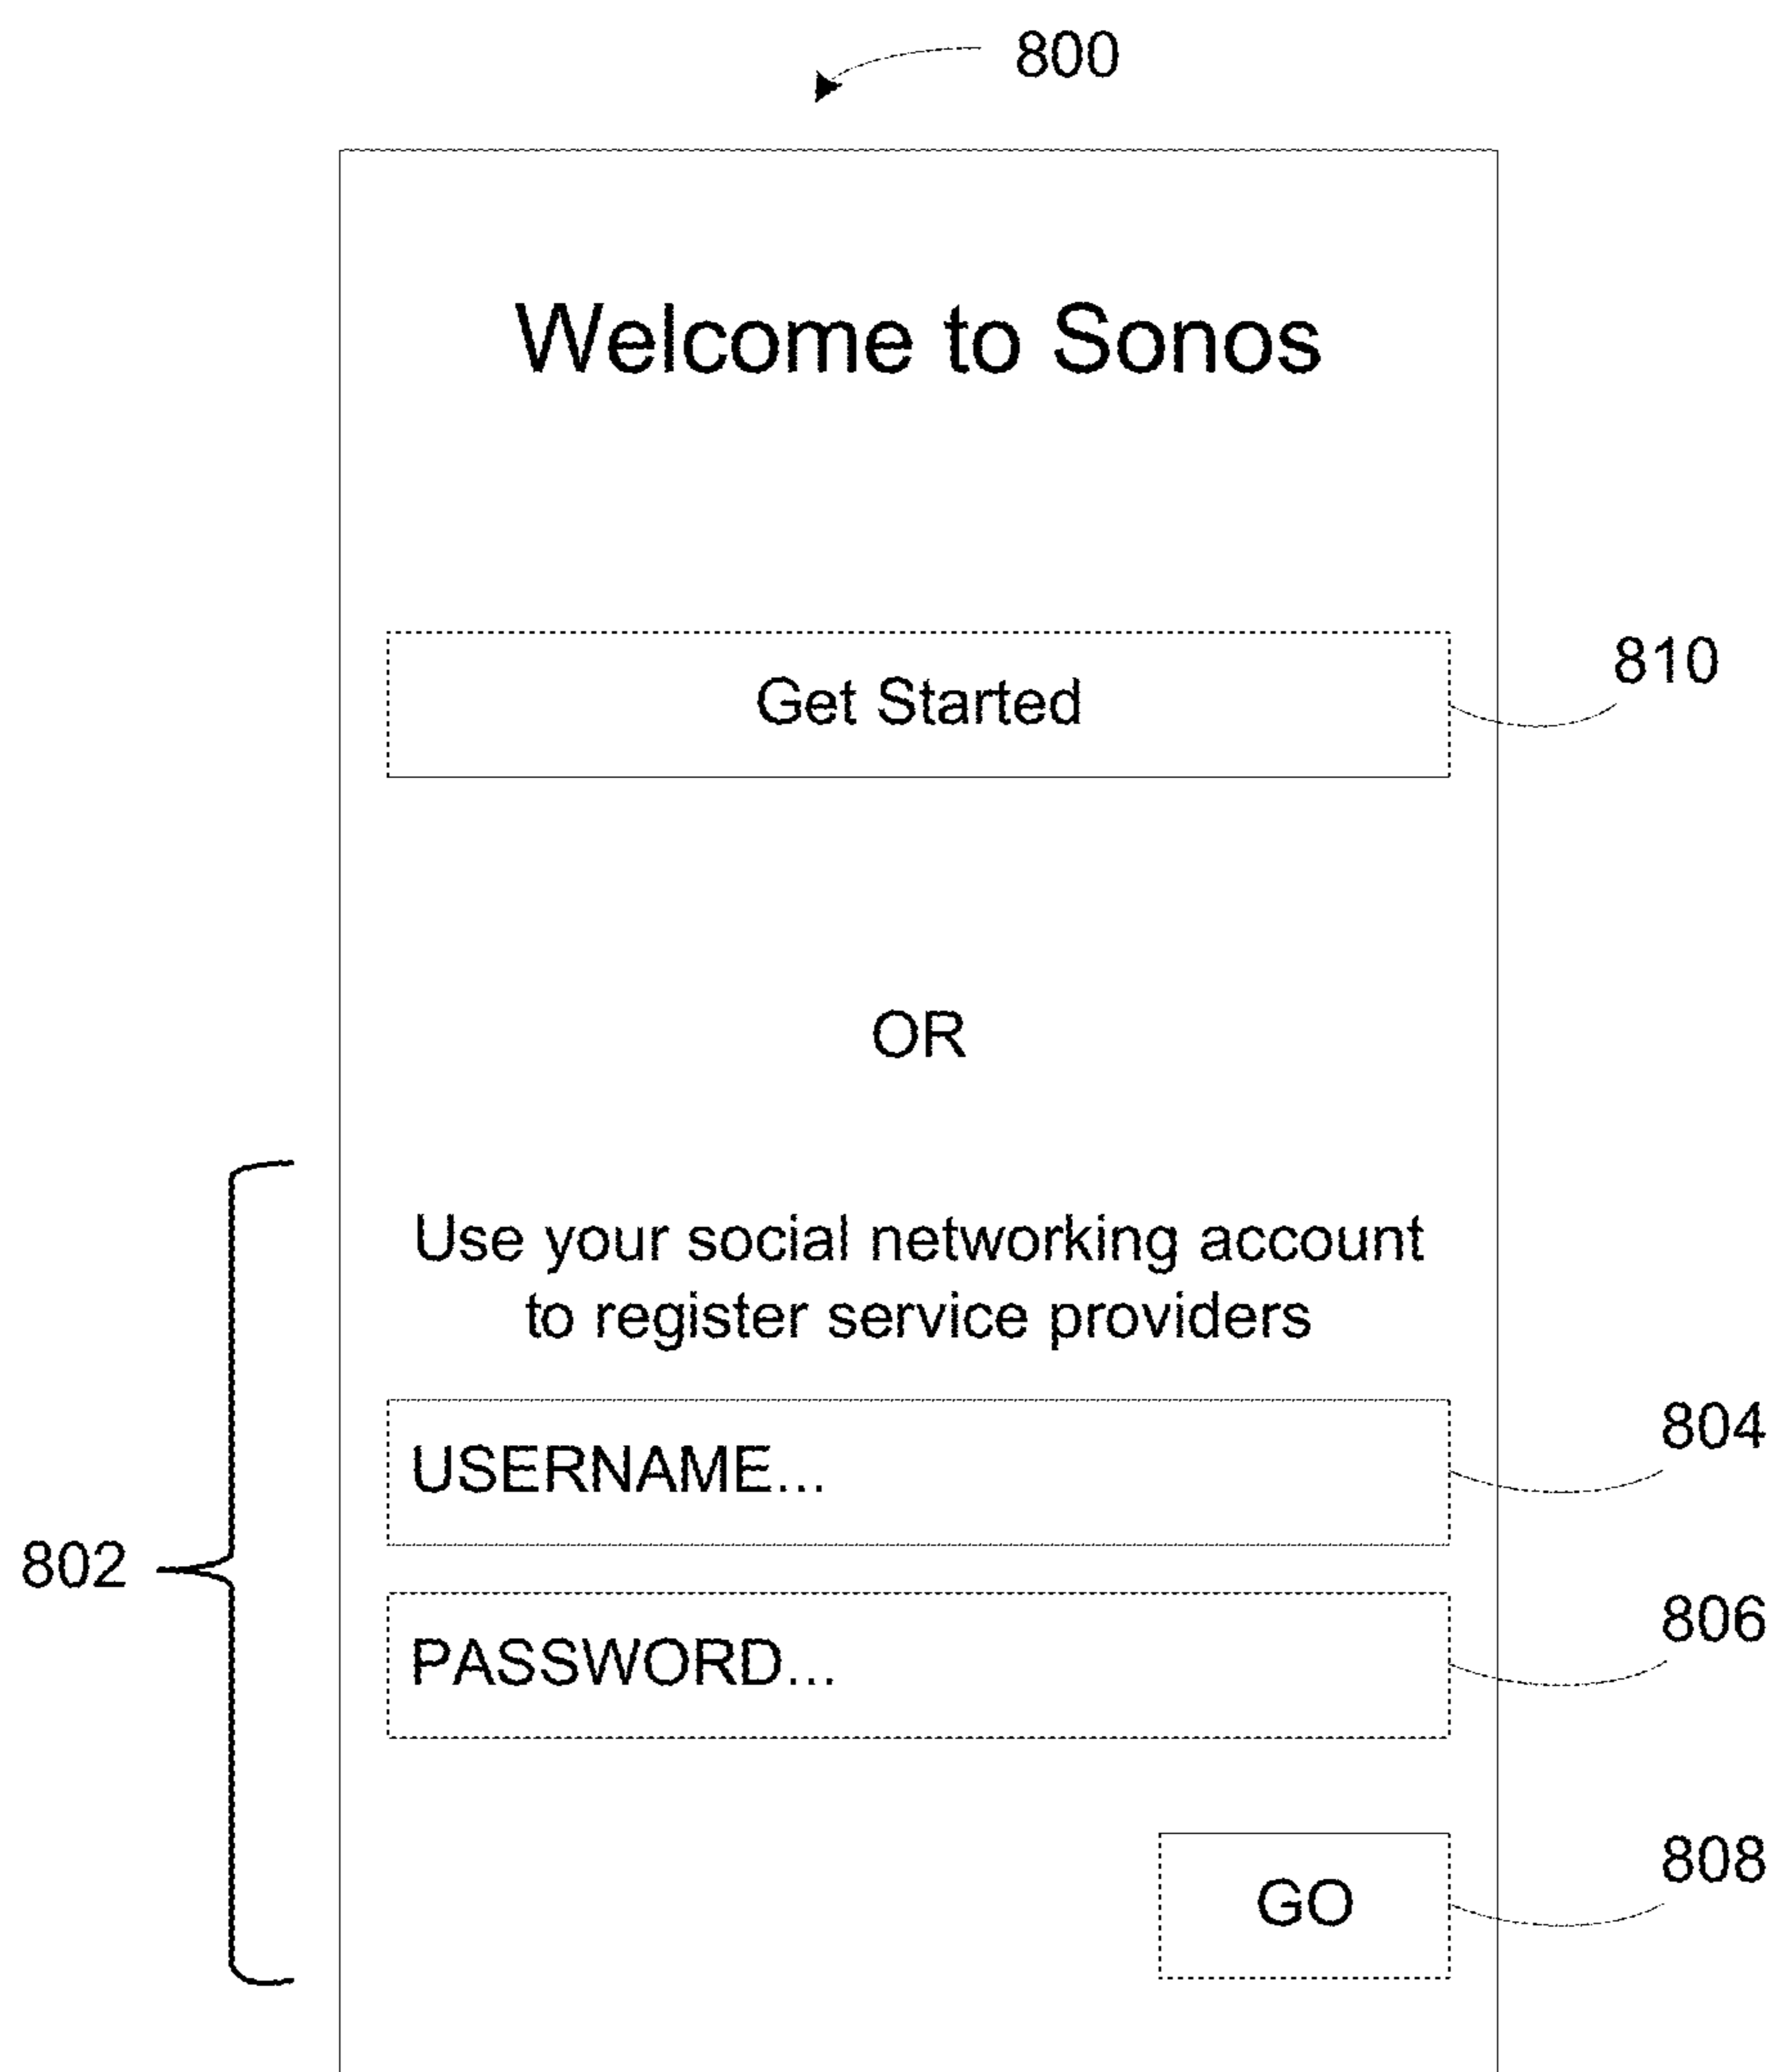 800
Welcome to Sonos
Get Started
810
OR
Use your social networking account
to register service providers
USERNAME...
804
802
PASSWORD...
806
GO
808